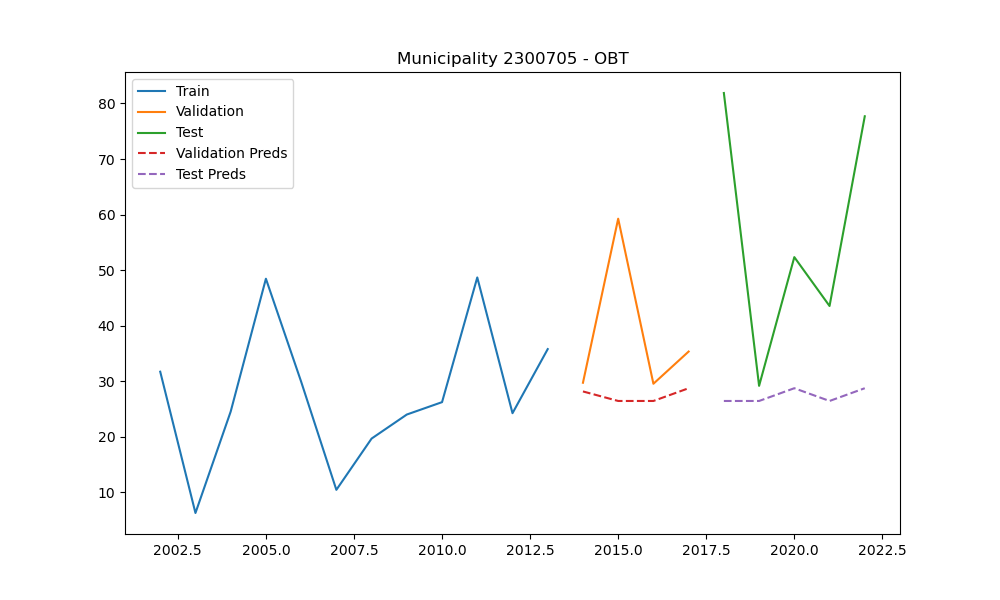 Municipality 2300705 - OBT
Train
Validation
Test
Validation Preds
Test Preds
80
70
60
50
40
30
20
10
2002.5 2005.0 2007.5 2010.0 2012.5 2015.0 2017.5 2020.0 2022.5